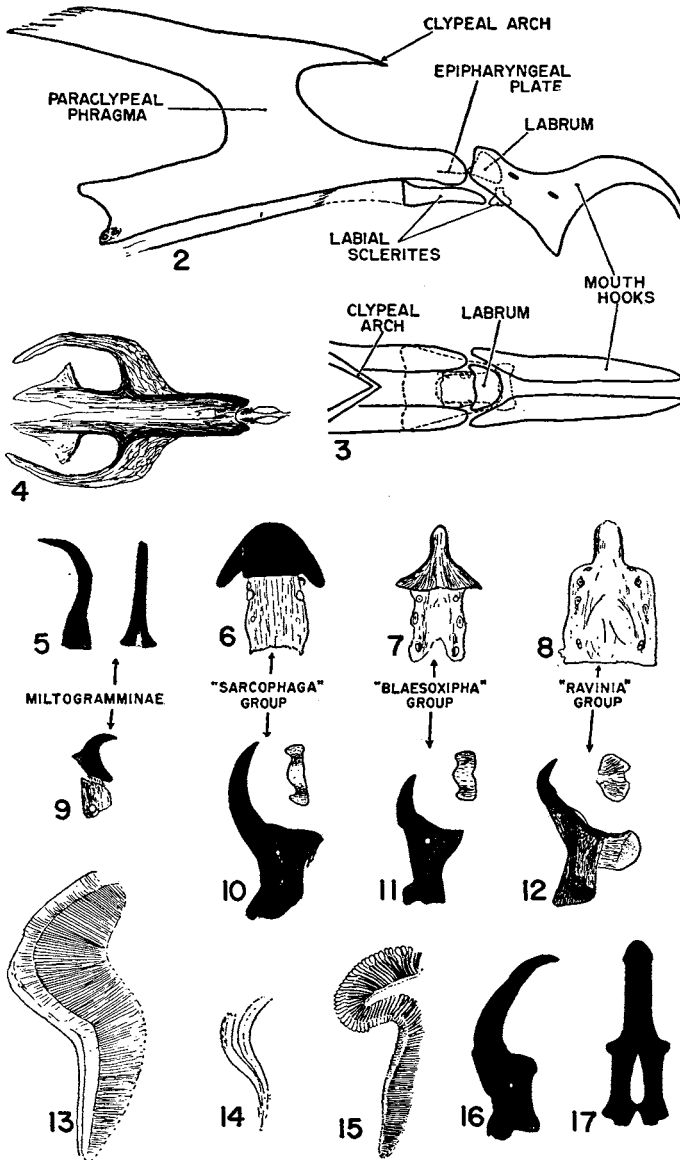 CLYPEAL ARCH
EPIPHARYNGEAL
PLATE
PARACLYPEAL
PHRAGMA
LABRUM
LABIAL
SCLERITES
2
MOUTH
HOOKS
CLYPEAL
ARCH
LABRUM
3
4
5
6
7
8
MILTOGRAMMINAE
"SARCOPHAGA"
GROUP
"BLAESOXIPHA"
GROUP
"RAVINIA"
GROUP
9
10
11
12
13
14
15
16
17